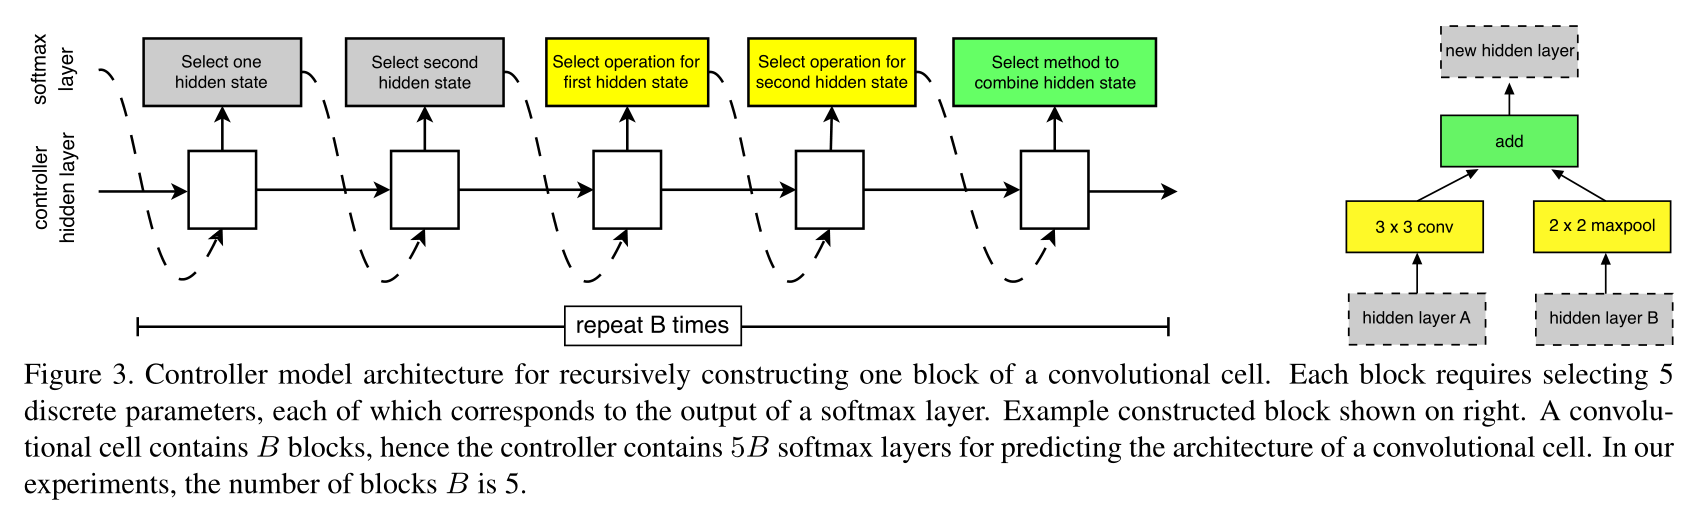 softmax
layer
controller
hidden layer
Select one
hidden state
Select second
hidden state
Select operation for
first hidden state
Select operation for
second hidden state
Select method to
combine hidden state
repeat B times
new hidden layer
add
3 x 3 conv
2 x 2 maxpool
hidden layer A
hidden layer B
Figure 3. Controller model architecture for recursively constructing one block of a convolutional cell. Each block requires selecting 5
discrete parameters, each of which corresponds to the output of a softmax layer. Example constructed block shown on right. A convolu-
tional cell contains B blocks, hence the controller contains 5B softmax layers for predicting the architecture of a convolutional cell. In our
experiments, the number of blocks B is 5.